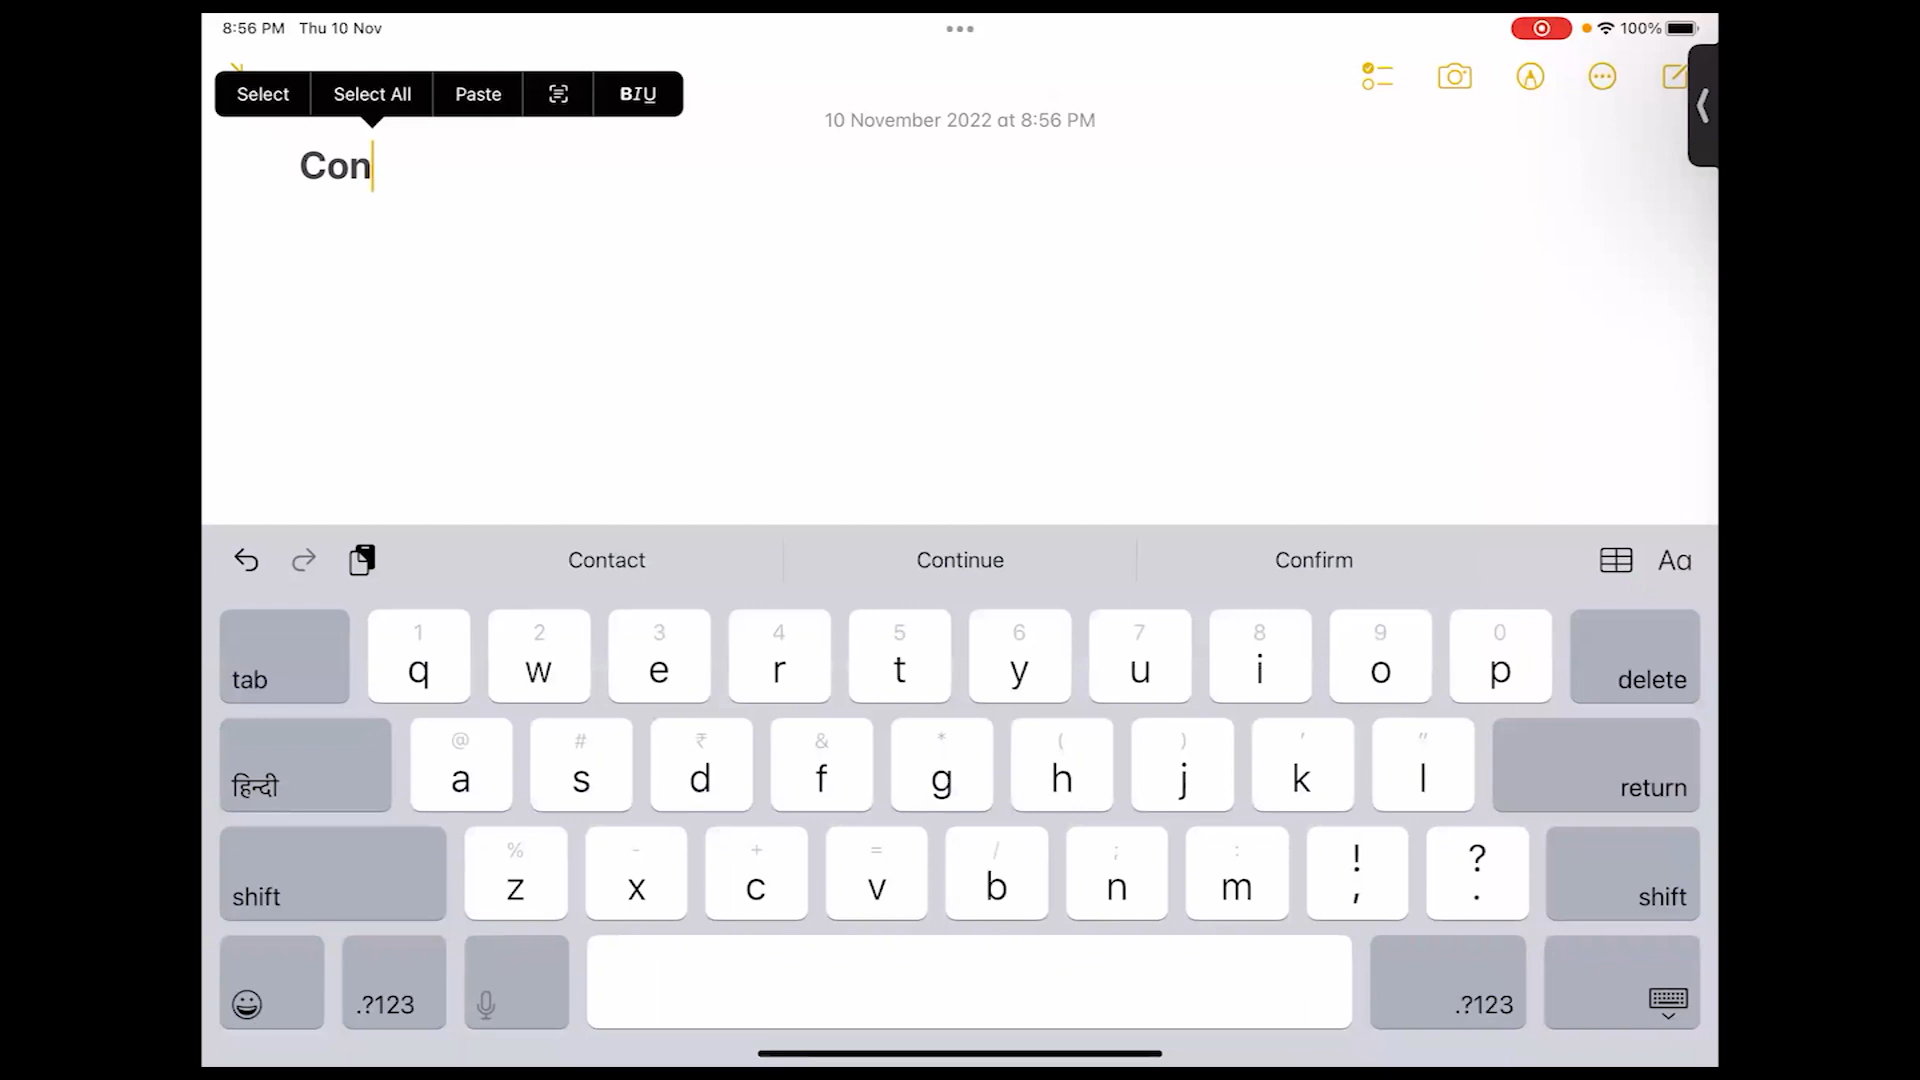 8:56 PM Thu 10 Nov 100%
Select Select All Paste BIU
10 November 2022 at 8:56 PM
Con
Contact Continue Confirm Aa
1 2 3 4 5 6 7 8 9 0
tab q w e r t y u i o p delete
@ # ₹ & * ( ) ' "
हिन्दी a s d f g h j k l return
% - + = / ; : ! ?
shift z x c v b n m , . shift
.?123 .?123